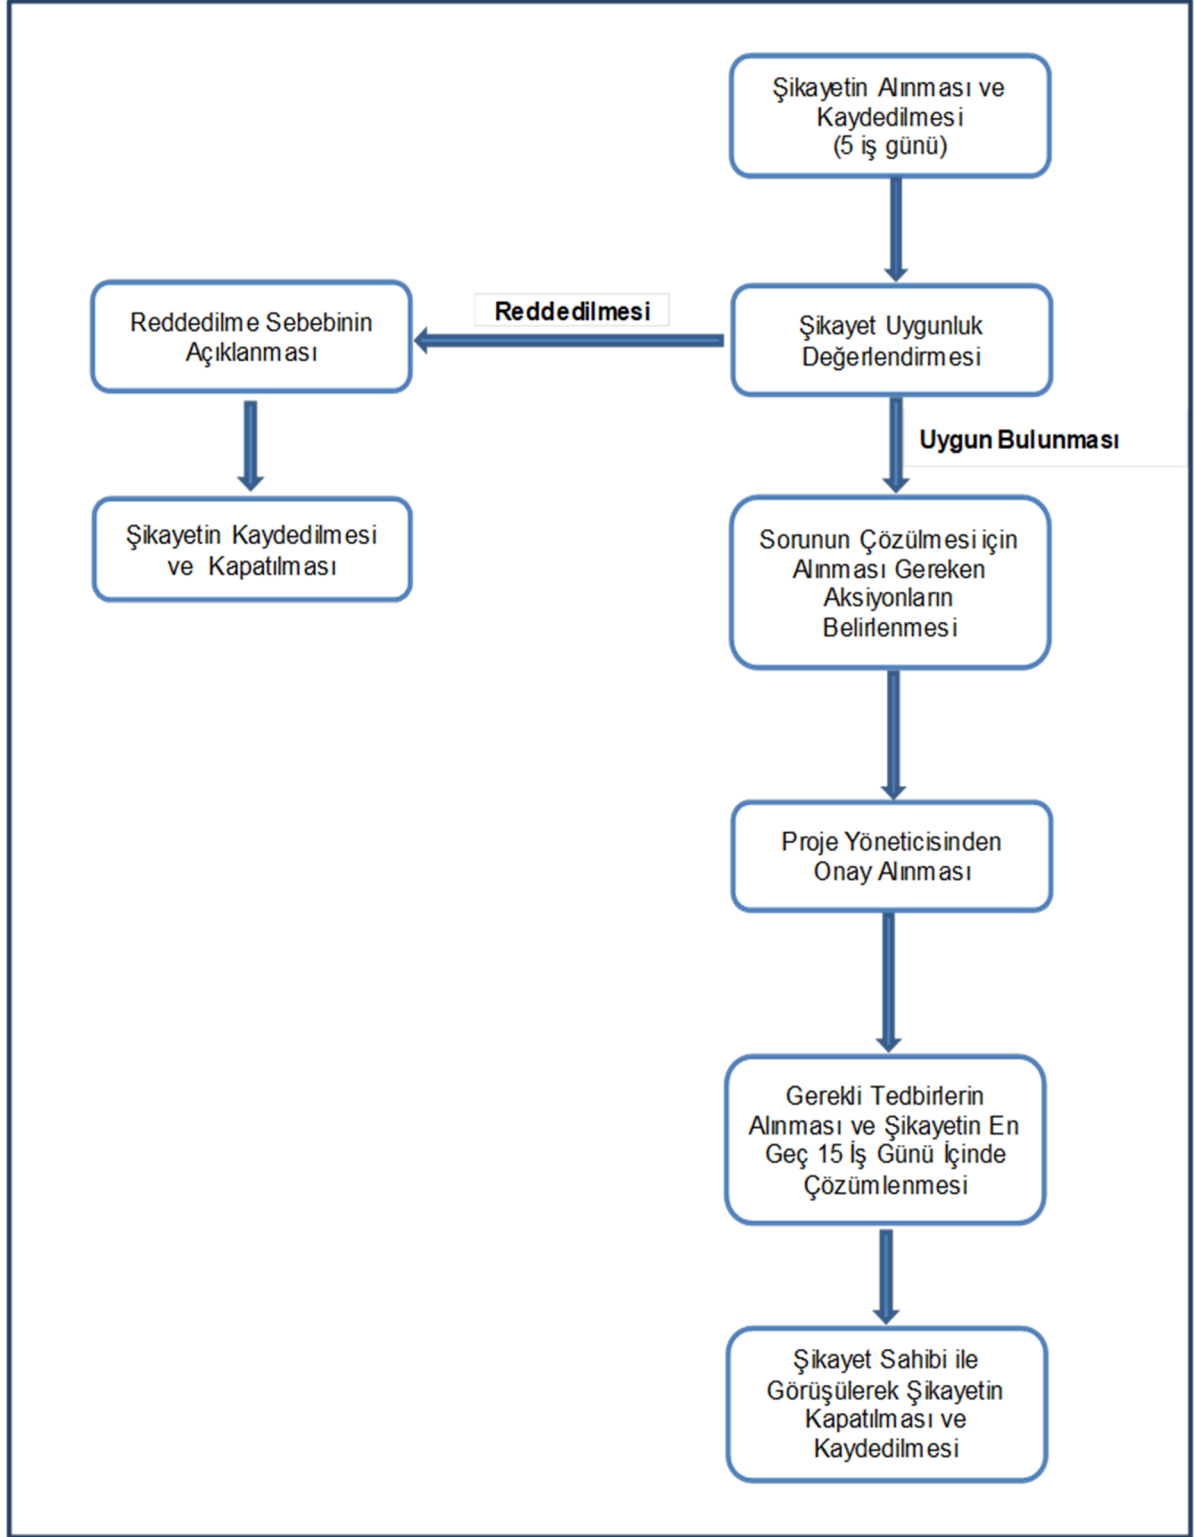 Şikayetin Alınması ve
Kaydedilmesi
(5 iş günü)
Reddedilmesi
Reddedilme Sebebinin
Açıklanması
Şikayet Uygunluk
Değerlendirmesi
Uygun Bulunması
Şikayetin Kaydedilmesi
ve Kapatılması
Sorunun Çözülmesi için
Alınması Gereken
Aksiyonların
Belirlenmesi
Proje Yöneticisinden
Onay Alınması
Gerekli Tedbirlerin
Alınması ve Şikayetin En
Geç 15 İş Günü İçinde
Çözümlenmesi
Şikayet Sahibi ile
Görüşülerek Şikayetin
Kapatılması ve
Kaydedilmesi